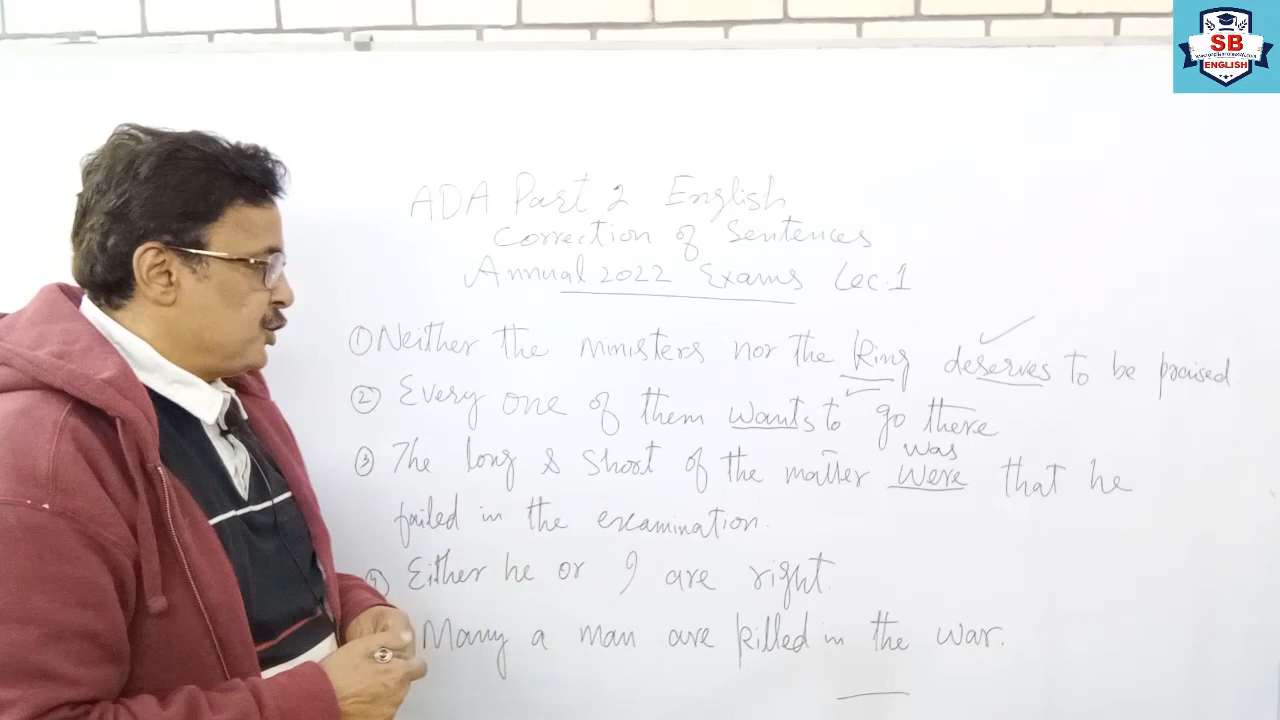 SB
ENGLISH
ADA Part 2 English
Correction of Sentences
Annual 2022 Exams Lec.1
① Neither the ministers nor the King deserves to be praised.
② Every one of them wants to go there
was
③ The long & short of the matter were that he
failed in the examination.
④ Either he or I are right.
Many a man are killed in the war.